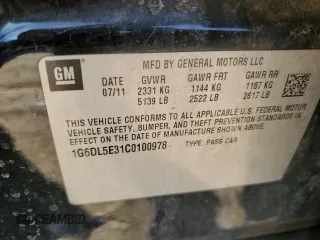 GM
MFD BY GENERAL MOTORS LLC
07/11 GVWR GAWR FRT GAWR RR
2331 KG 1144 KG 1187 KG
5139 LB 2522 LB 2617 LB
THIS VEHICLE CONFORMS TO ALL APPLICABLE U.S. FEDERAL MOTOR
VEHICLE SAFETY, BUMPER, AND THEFT PREVENTION STANDARDS IN
EFFECT ON THE DATE OF MANUFACTURE SHOWN ABOVE.
1G6DL5E31C0100978 TYPE: PASS CAR